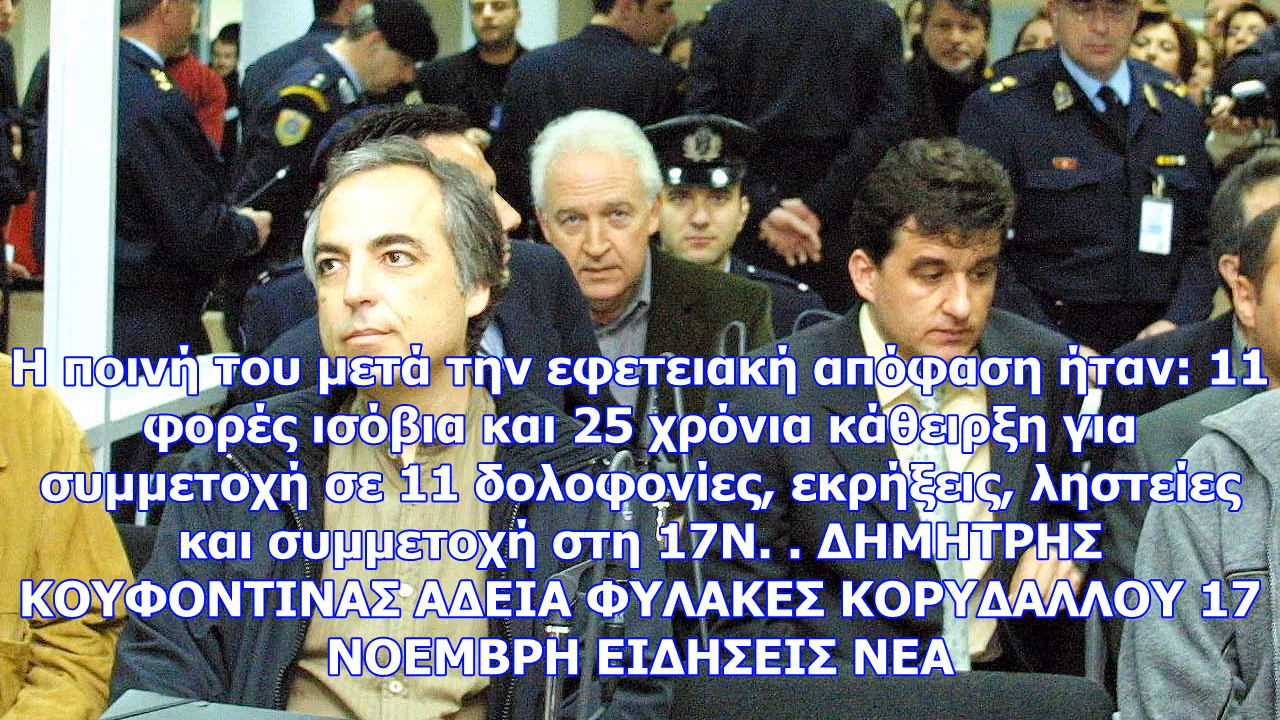 Η ποινή του μετά την εφετειακή απόφαση ήταν: 11
φορές ισόβια και 25 χρόνια κάθειρξη για
συμμετοχή σε 11 δολοφονίες, εκρήξεις, ληστείες
και συμμετοχή στη 17Ν. . ΔΗΜΗΤΡΗΣ
ΚΟΥΦΟΝΤΙΝΑΣ ΑΔΕΙΑ ΦΥΛΑΚΕΣ ΚΟΡΥΔΑΛΛΟΥ 17
ΝΟΕΜΒΡΗ ΕΙΔΗΣΕΙΣ ΝΕΑ